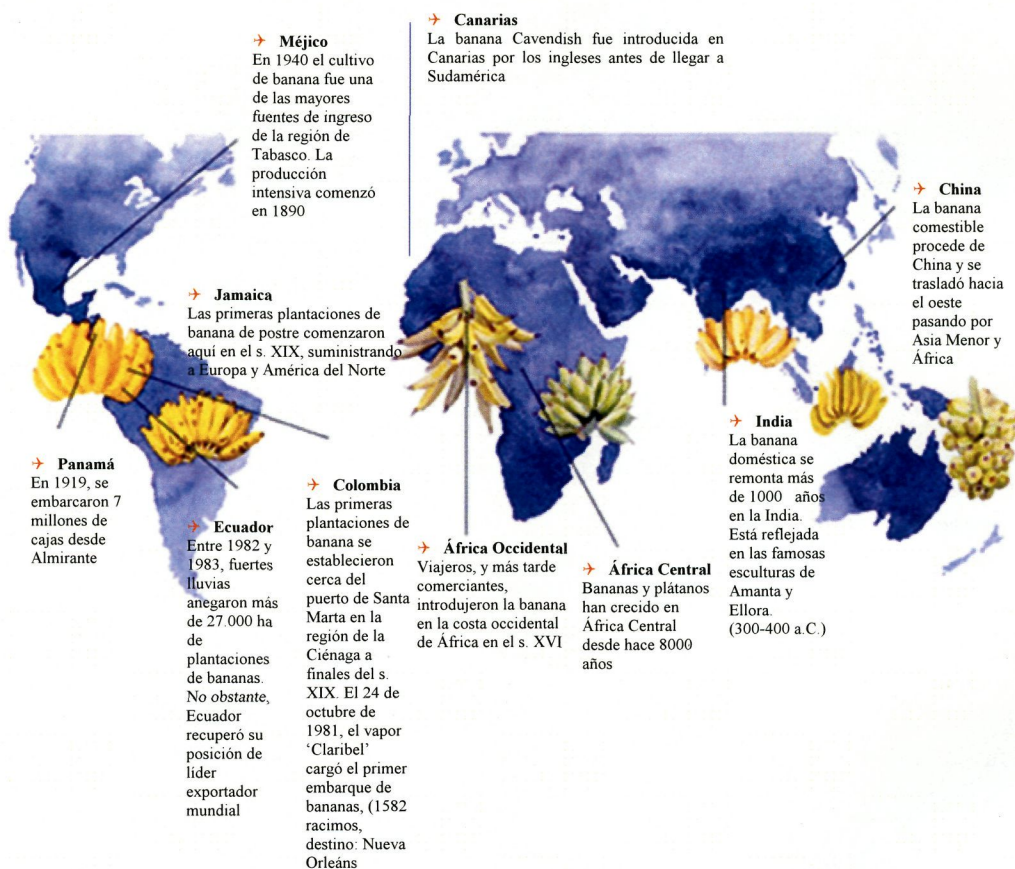 Méjico
En 1940 el cultivo
de banana fue una
de las mayores
fuentes de ingreso
de la región de
Tabasco. La
producción
intensiva comenzó
en 1890
Canarias
La banana Cavendish fue introducida en
Canarias por los ingleses antes de llegar a
Sudamérica
China
La banana
comestible
procede de
China y se
trasladó hacia
el oeste
pasando por
Asia Menor y
África
Jamaica
Las primeras plantaciones de
banana de postre comenzaron
aquí en el s. XIX, suministrando
a Europa y América del Norte
Panamá
En 1919, se
embarcaron 7
millones de
cajas desde
Almirante
Ecuador
Entre 1982 y
1983, fuertes
lluvias
anegaron más
de 27.000 ha
de
plantaciones
de bananas.
No obstante,
Ecuador
recuperó su
posición de
líder
exportador
mundial
Colombia
Las primeras
plantaciones de
banana se
establecieron
cerca del
puerto de Santa
Marta en la
región de la
Ciénaga a
finales del s.
XIX. El 24 de
octubre de
1981, el vapor
‘Claribel’
cargó el primer
embarque de
bananas, (1582
racimos,
destino: Nueva
Orleáns
África Occidental
Viajeros, y más tarde
comerciantes,
introdujeron la banana
en la costa occidental
de África en el s. XVI
África Central
Bananas y plátanos
han crecido en
África Central
desde hace 8000
años
India
La banana
doméstica se
remonta más
de 1000 años
en la India.
Está reflejada
en las famosas
esculturas de
Amanta y
Ellora.
(300-400 a.C.)